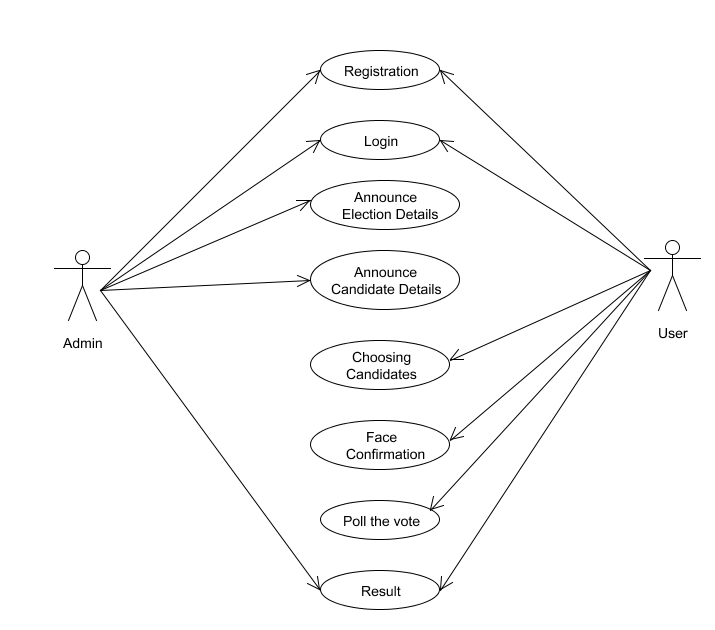 Registration
Login
Announce
Election Details
Announce
Candidate Details
Admin
User
Choosing
Candidates
Face
Confirmation
Poll the vote
Result